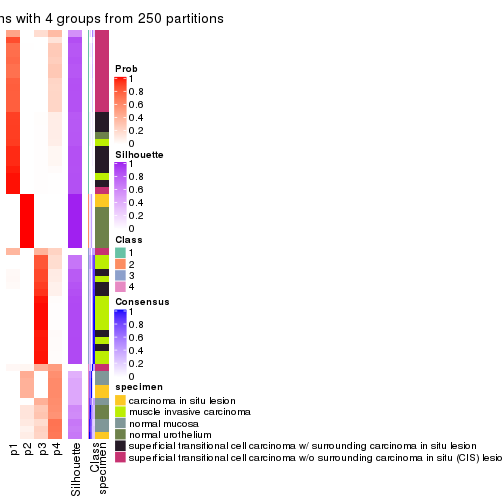 ns with 4 groups from 250 partitions
Prob
1
0.8
0.6
0.4
0.2
0
Silhouette
1
0.8
0.6
0.4
0.2
0
Class
1
2
3
4
Consensus
1
0.8
0.6
0.4
0.2
0
specimen
carcinoma in situ lesion
muscle invasive carcinoma
normal mucosa
normal urothelium
superficial transitional cell carcinoma w/ surrounding carcinoma in situ lesion
superficial transitional cell carcinoma w/o surrounding carcinoma in situ (CIS) lesio
p1
p2
p3
p4
Silhouette
Class
specimen